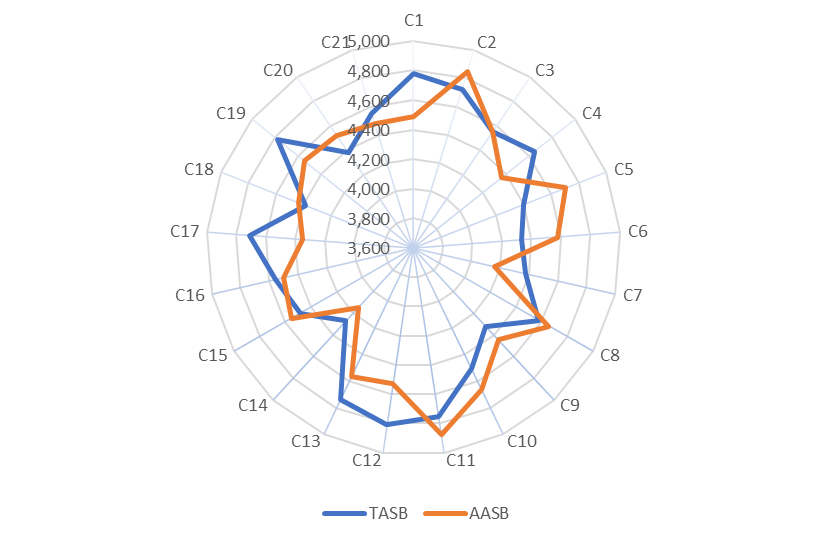 C1
C2
C3
C4
C5
C6
C7
C8
C9
C10
C11
C12
C13
C14
C15
C16
C17
C18
C19
C20
C21
5,000
4,800
4,600
4,400
4,200
4,000
3,800
3,600
TASB
AASB